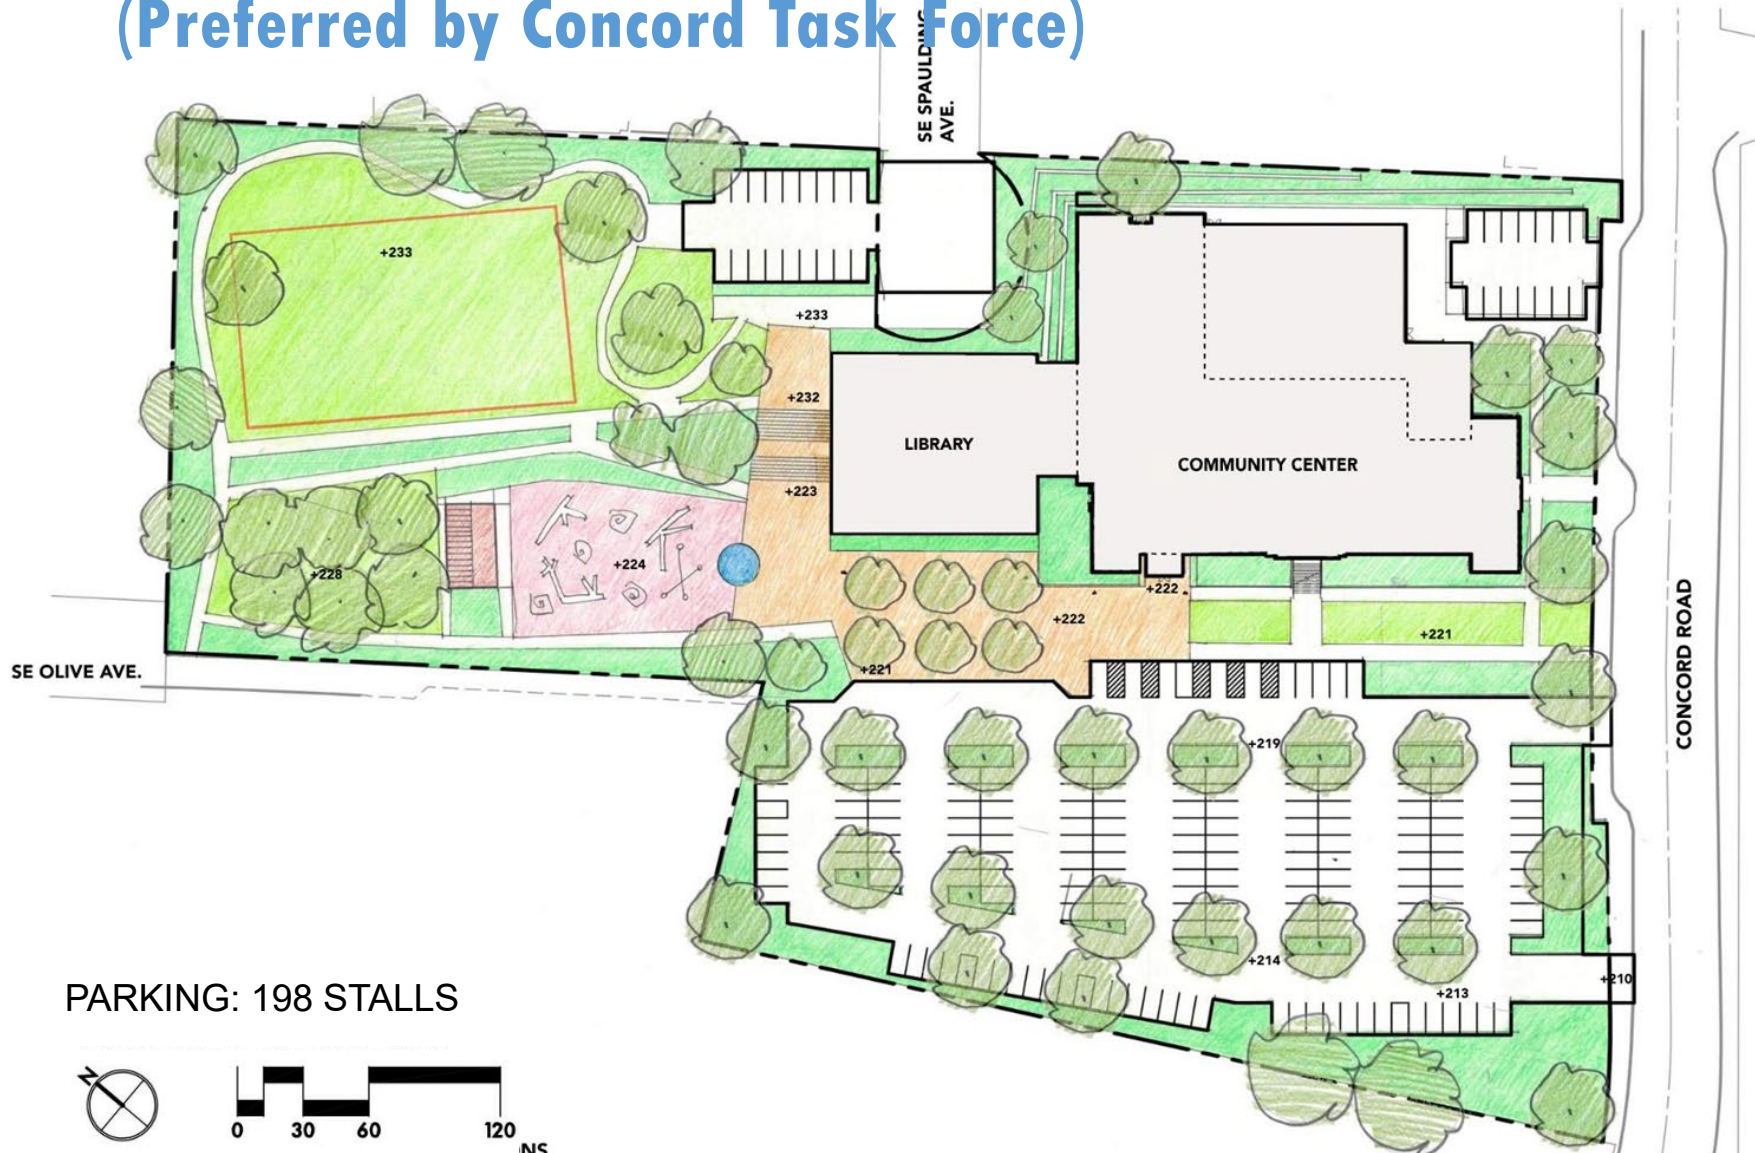 (Preferred by Concord Task Force)
SE SPAULDING
AVE.
+233
+233
+232
LIBRARY
COMMUNITY CENTER
+223
+224
+228
+222
+222
+221
+221
SE OLIVE AVE.
CONCORD ROAD
+219
+214
+213
+210
PARKING: 198 STALLS
N
0 30 60 120
NS